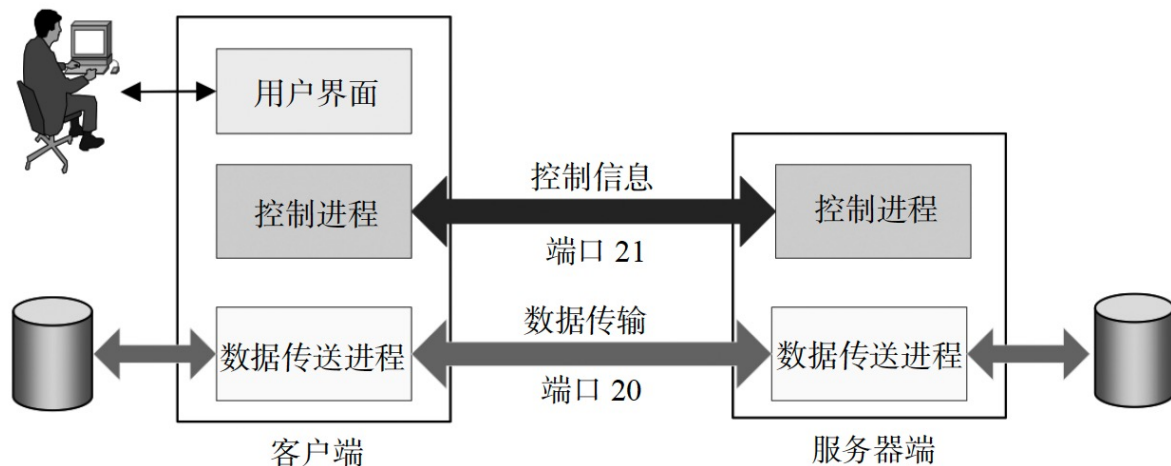 用户界面
控制进程
控制信息
端口 21
控制进程
数据传送进程
数据传输
端口 20
数据传送进程
客户端
服务器端